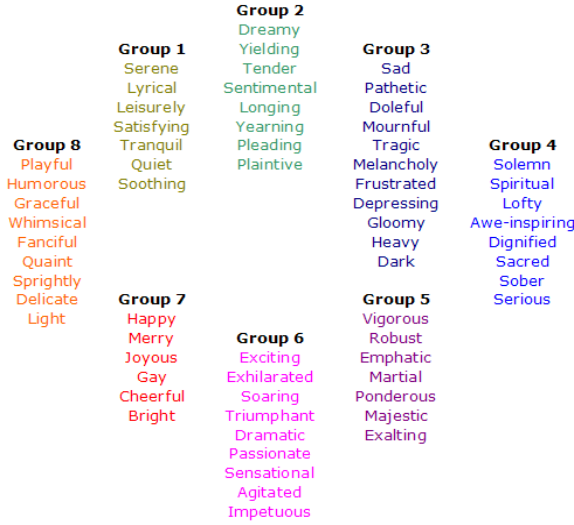 Group 1
Serene
Lyrical
Leisurely
Satisfying
Tranquil
Quiet
Soothing
Group 2
Dreamy
Yielding
Tender
Sentimental
Longing
Yearning
Pleading
Plaintive
Group 3
Sad
Pathetic
Doleful
Mournful
Tragic
Melancholy
Frustrated
Depressing
Gloomy
Heavy
Dark
Group 4
Solemn
Spiritual
Lofty
Awe-inspiring
Dignified
Sacred
Sober
Serious
Group 5
Vigorous
Robust
Emphatic
Martial
Ponderous
Majestic
Exalting
Group 6
Exciting
Exhilarated
Soaring
Triumphant
Dramatic
Passionate
Sensational
Agitated
Impetuous
Group 7
Happy
Merry
Joyous
Gay
Cheerful
Bright
Group 8
Playful
Humorous
Graceful
Whimsical
Fanciful
Quaint
Sprightly
Delicate
Light